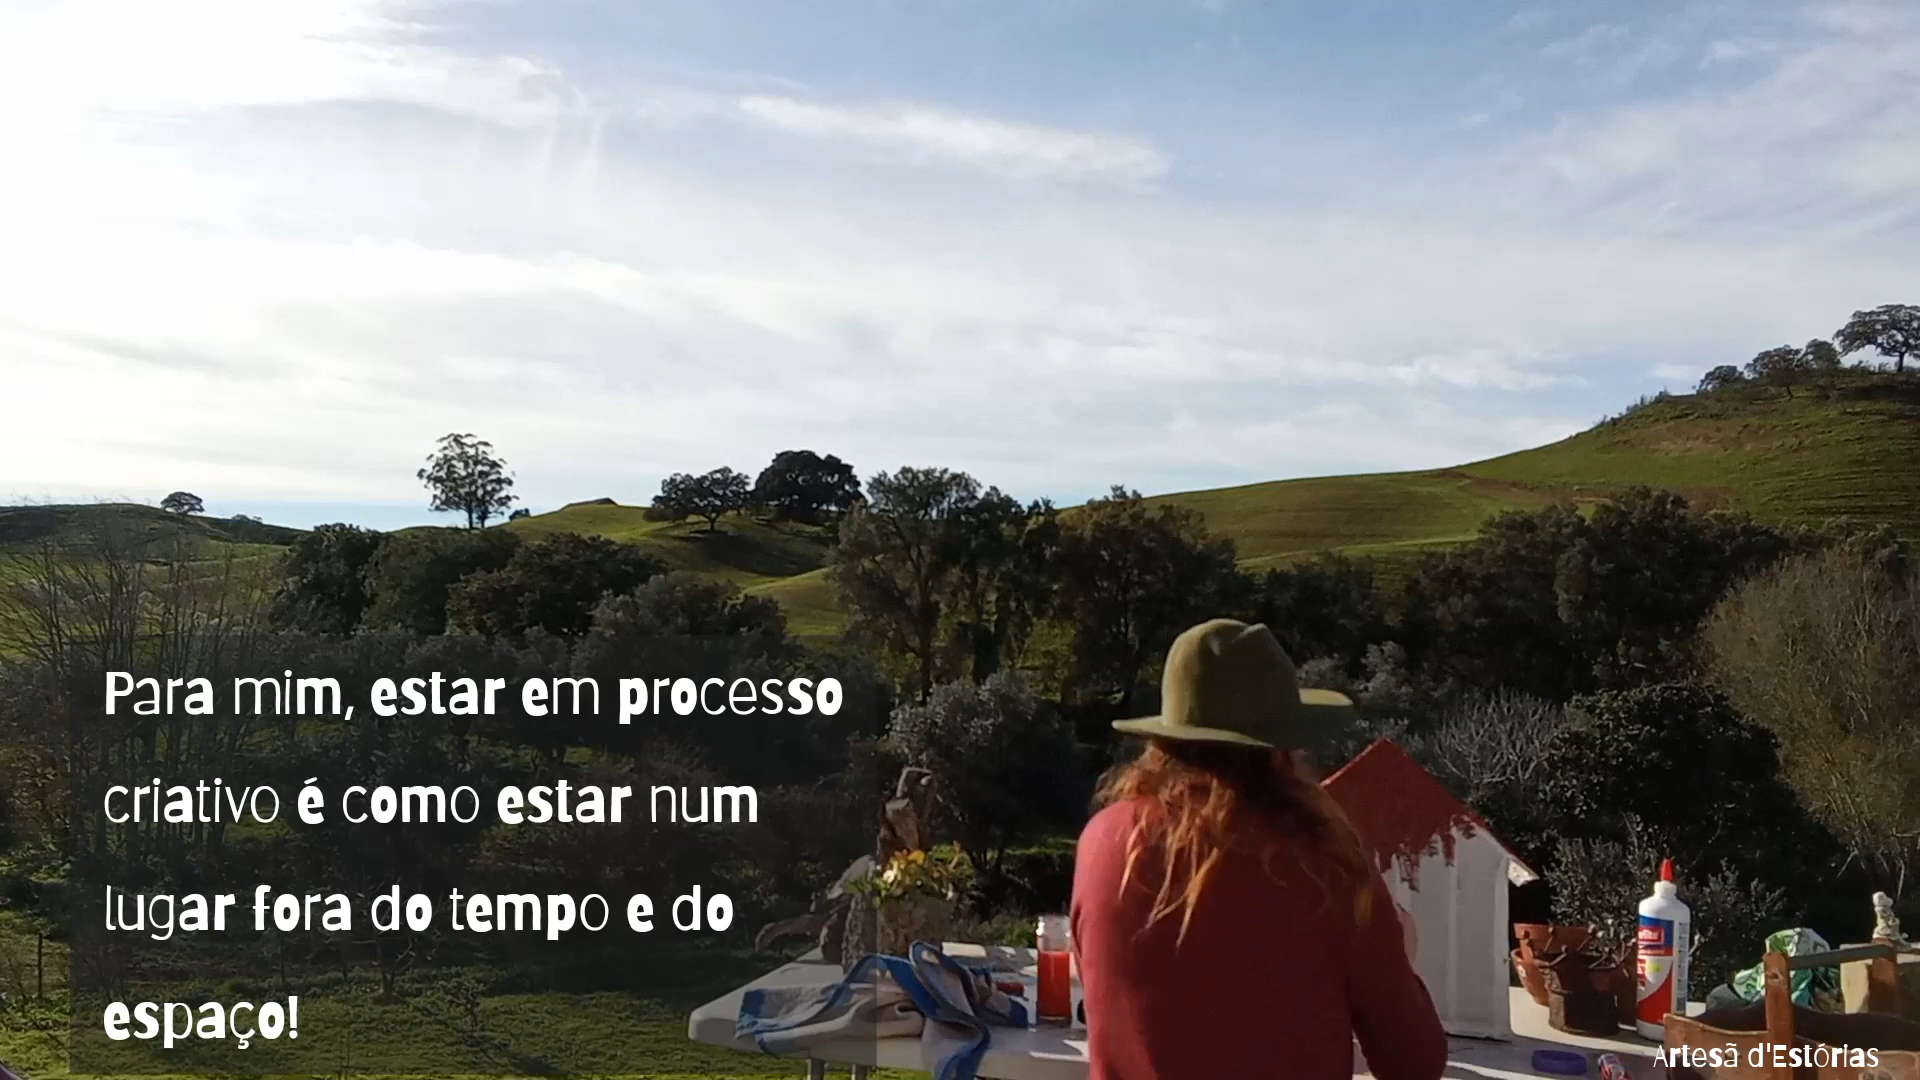 Para mim, estar em processo
criativo é como estar num
lugar fora do tempo e do
espaço!
Artesã d'Estórias